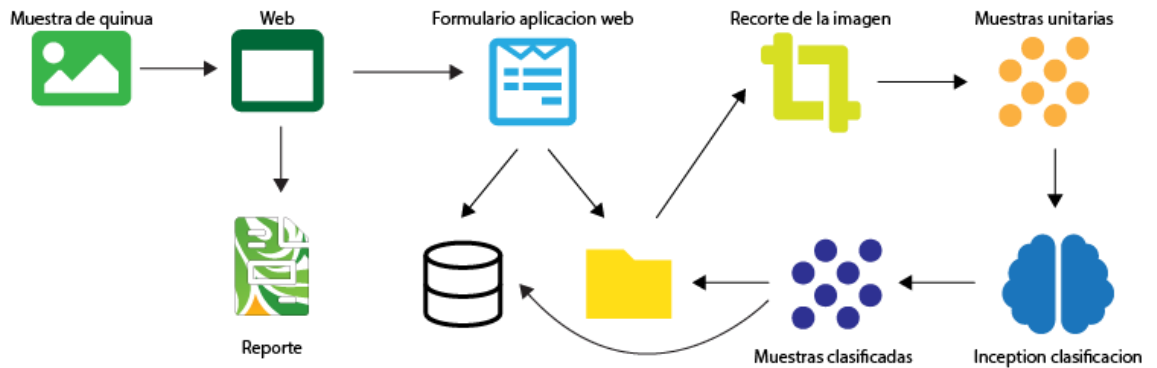 Muestra de quinua
Web
Formulario aplicacion web
Recorte de la imagen
Muestras unitarias
Reporte
Muestras clasificadas
Inception clasificacion